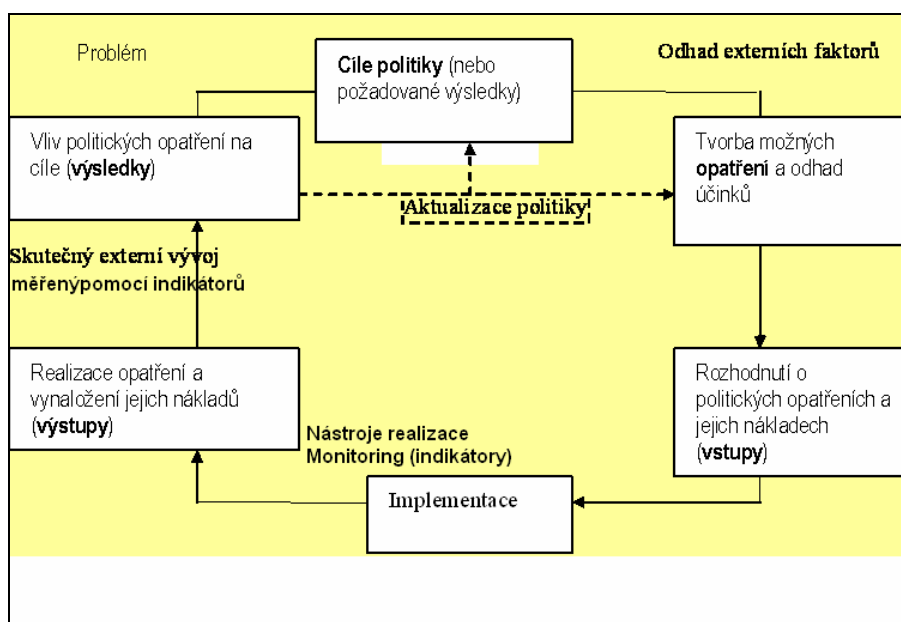 Problém
Cíle politiky (nebo
požadované výsledky)
Odhad externích faktorů
Vliv politických opatření na
cíle (výsledky)
Tvorba možných
opatření a odhad
účinků
Aktualizace politiky
Skutečný externí vývoj
měřenýpomocí indikátorů
Realizace opatření a
vynaložení jejich nákladů
(výstupy)
Rozhodnutí o
politických opatřeních a
jejich nákladech
(vstupy)
Nástroje realizace
Monitoring (indikátory)
Implementace